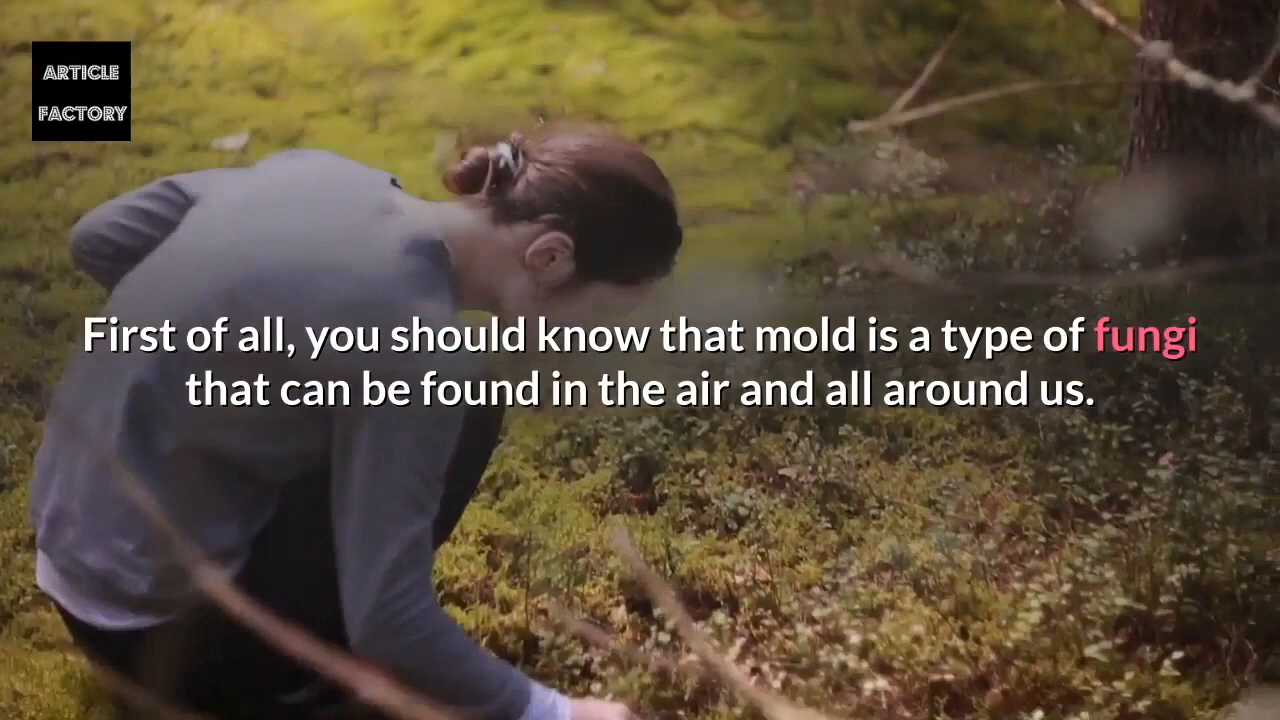 ARTICLE
FACTORY
First of all, you should know that mold is a type of fungi
that can be found in the air and all around us.